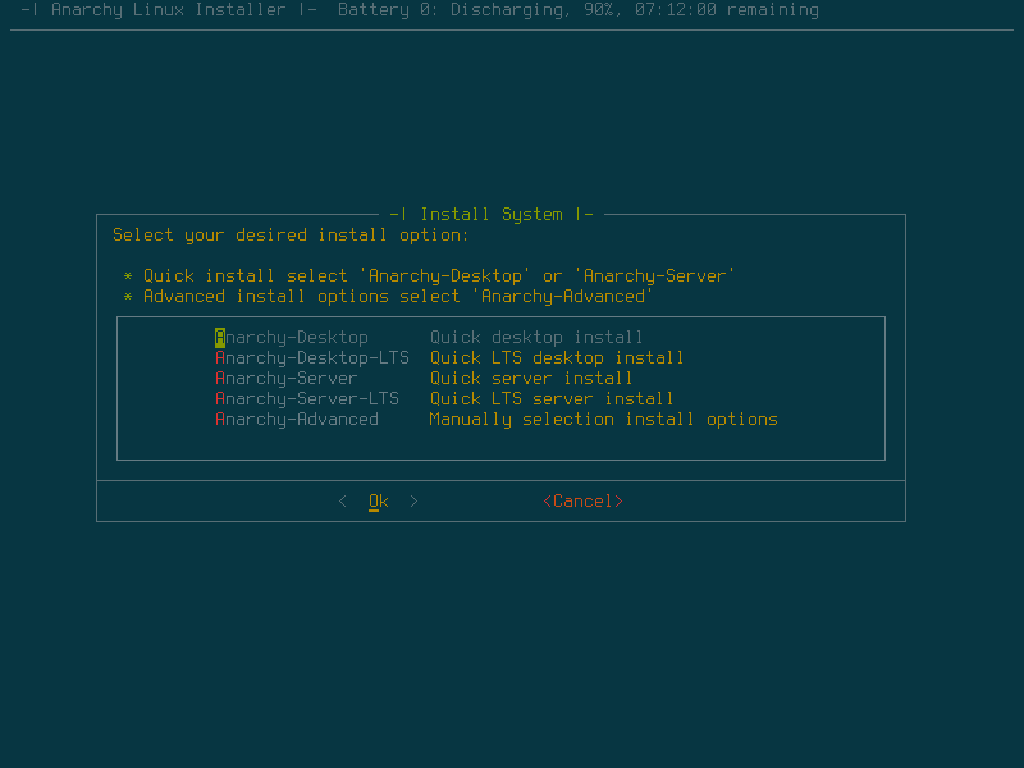 -| Anarchy Linux Installer |-  Battery 0: Discharging, 90%, 07:12:00 remaining
-| Install System |-
Select your desired install option:
* Quick install select 'Anarchy-Desktop' or 'Anarchy-Server'
* Advanced install options select 'Anarchy-Advanced'
Anarchy-Desktop Quick desktop install
Anarchy-Desktop-LTS Quick LTS desktop install
Anarchy-Server Quick server install
Anarchy-Server-LTS Quick LTS server install
Anarchy-Advanced Manually selection install options
< Ok > <Cancel>